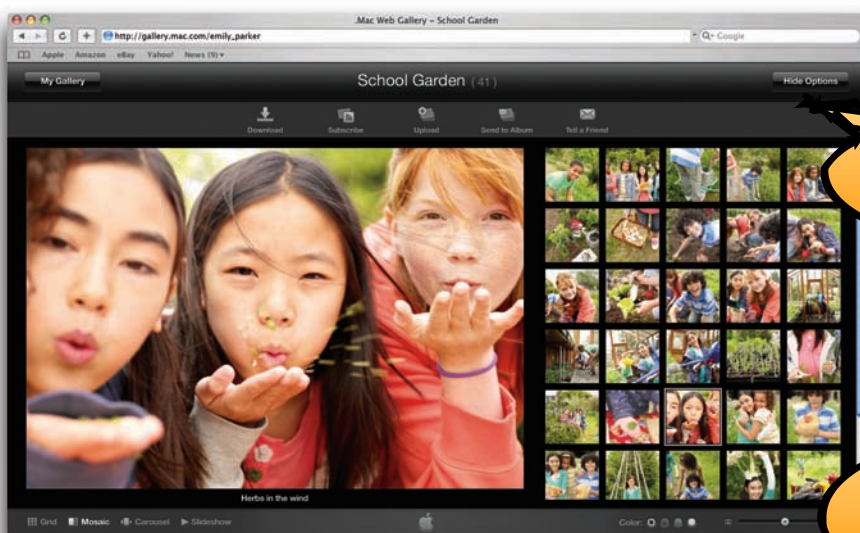 .Mac Web Gallery – School Garden
http://gallery.mac.com/emily_parker
Q- Google
Apple Amazon eBay Yahoo! News (9)▾
My Gallery School Garden (41) Hide Options
Download Subscribe Upload Send to Album Tell a Friend
Herbs in the wind
Grid Mosaic Carousel Slideshow Color: